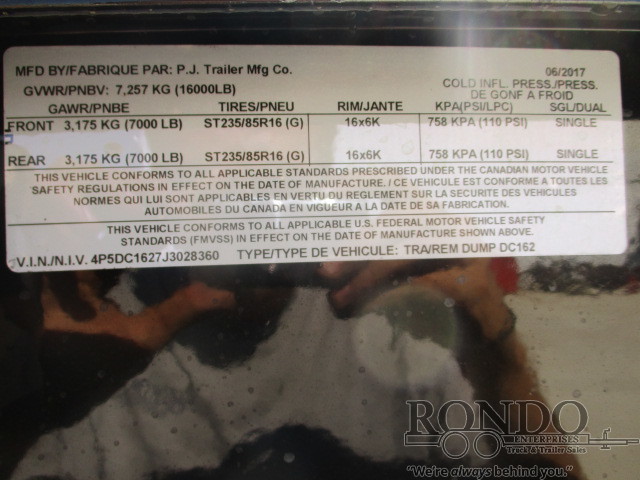 MFD BY/FABRIQUE PAR: P.J. Trailer Mfg Co. 06/2017
GVWR/PNBV: 7,257 KG (16000LB) COLD INFL. PRESS./PRESS.
DE GONF A FROID
GAWR/PNBE TIRES/PNEU RIM/JANTE KPA(PSI/LPC) SGL/DUAL
FRONT 3,175 KG (7000 LB) ST235/85R16 (G) 16x6K 758 KPA (110 PSI) SINGLE
REAR 3,175 KG (7000 LB) ST235/85R16 (G) 16x6K 758 KPA (110 PSI) SINGLE
THIS VEHICLE CONFORMS TO ALL APPLICABLE STANDARDS PRESCRIBED UNDER THE CANADIAN MOTOR VEHICLE
SAFETY REGULATIONS IN EFFECT ON THE DATE OF MANUFACTURE. / CE VEHICULE EST CONFORME A TOUTES LES
NORMES QUI LUI SONT APPLICABLES EN VERTU DU REGLEMENT SUR LA SECURITE DES VEHICULES
AUTOMOBILES DU CANADA EN VIGUEUR A LA DATE DE SA FABRICATION.
THIS VEHICLE CONFORMS TO ALL APPLICABLE U.S. FEDERAL MOTOR VEHICLE SAFETY
STANDARDS (FMVSS) IN EFFECT ON THE DATE OF MANUFACTURE SHOWN ABOVE.
V.I.N./N.I.V. 4P5DC1627J3028360 TYPE/TYPE DE VEHICULE: TRA/REM DUMP DC162
RONDO
ENTERPRISES
Truck & Trailer Sales
"We're always behind you."